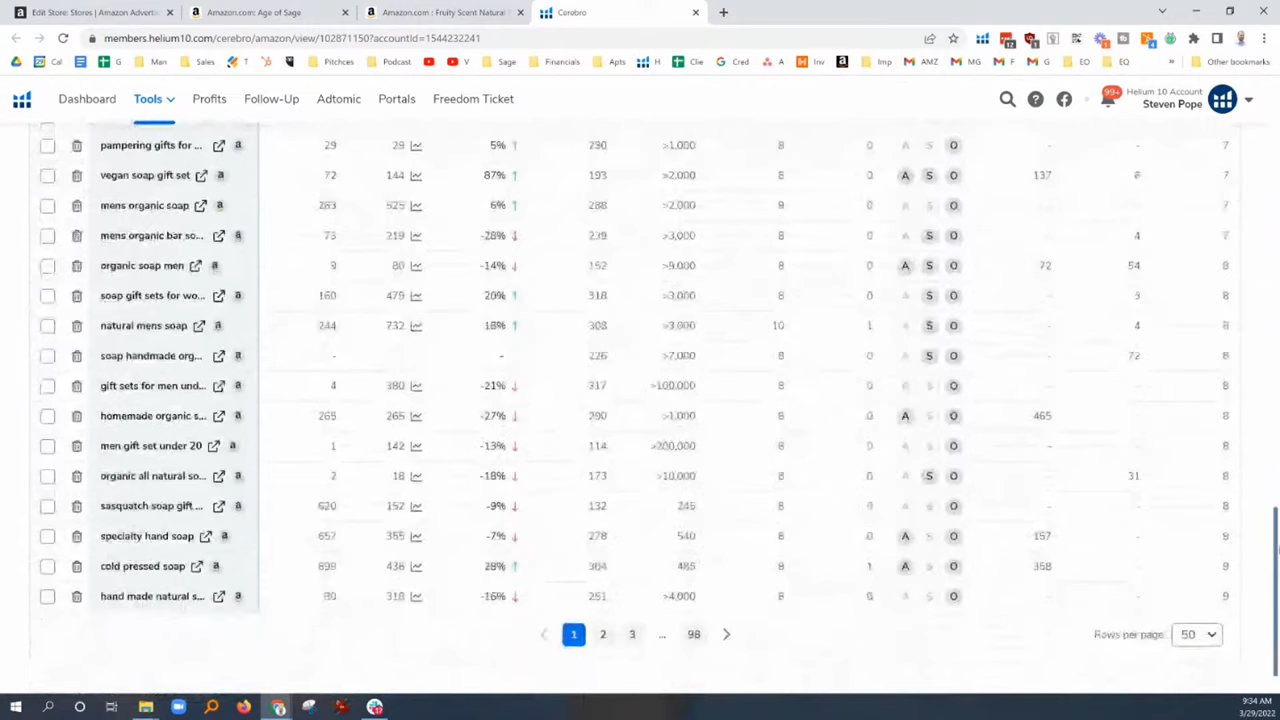 Edit Store: Stores | Amazon Adverti
Amazon.com: Age of Sage
Amazon.com : Fruity Scent Natural
Cerebro
members.helium10.com/cerebro/amazon/view/102871150?accountId=1544232241
Cal G Man Sales T Pitchces Podcast V Sage Financials Apts H Clie Cred A Inv Imp AMZ MG F G EO EQ » Other bookmarks
Dashboard Tools Profits Follow-Up Adtomic Portals Freedom Ticket
99+ Helium 10 Account
Steven Pope
pampering gifts for ... 29 29 5% ↑ 230 >1,000 8 0 A S O - - 7
vegan soap gift set 72 144 87% ↑ 193 >2,000 8 0 A S O 137 6 7
mens organic soap 525 6% ↑ 288 >2,000 9 0 A S O - - 7
mens organic bar so... 73 219 -28% ↓ 239 >3,000 8 0 A S O - 4 7
organic soap men 9 80 -14% ↓ 152 >9,000 8 0 A S O 72 54 8
soap gift sets for wo... 160 479 20% ↑ 318 >3,000 8 0 A S O - 8
natural mens soap 244 732 18% ↑ 308 >3,000 10 1 A S O - 4 8
soap handmade org... - - 226 >7,000 8 0 A S O - 72 8
gift sets for men und... 4 380 -21% ↓ 317 >100,000 8 0 A S O - - 8
homemade organic s... 265 265 -27% ↓ 290 >1,000 8 0 A S O 465 - 8
men gift set under 20 1 142 -13% ↓ 114 >200,000 8 0 A S O - - 8
organic all natural so... 2 18 -18% ↓ 173 >10,000 8 0 A S O - 31 8
sasquatch soap gift ... 620 152 -9% ↓ 132 245 8 0 A S O - - 8
specialty hand soap 657 355 -7% ↓ 278 540 8 0 A S O 157 - 9
cold pressed soap 898 436 28% ↑ 304 485 8 1 A S O 358 - 9
hand made natural s... 80 318 -16% ↓ 251 >4,000 8 0 A S O - - 9
1 2 3 ... 98
Rows per page: 50
9:34 AM
3/29/2022